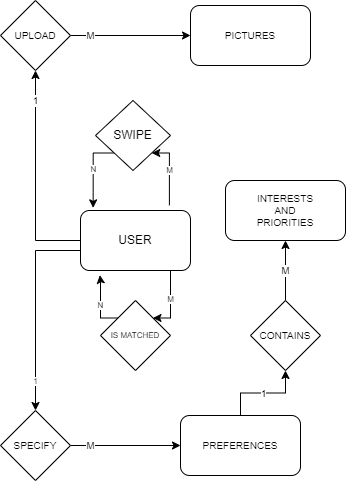 UPLOAD
M
PICTURES
1
SWIPE
N
M
INTERESTS
AND
PRIORITIES
USER
M
N
M
IS MATCHED
CONTAINS
1
1
SPECIFY
M
PREFERENCES